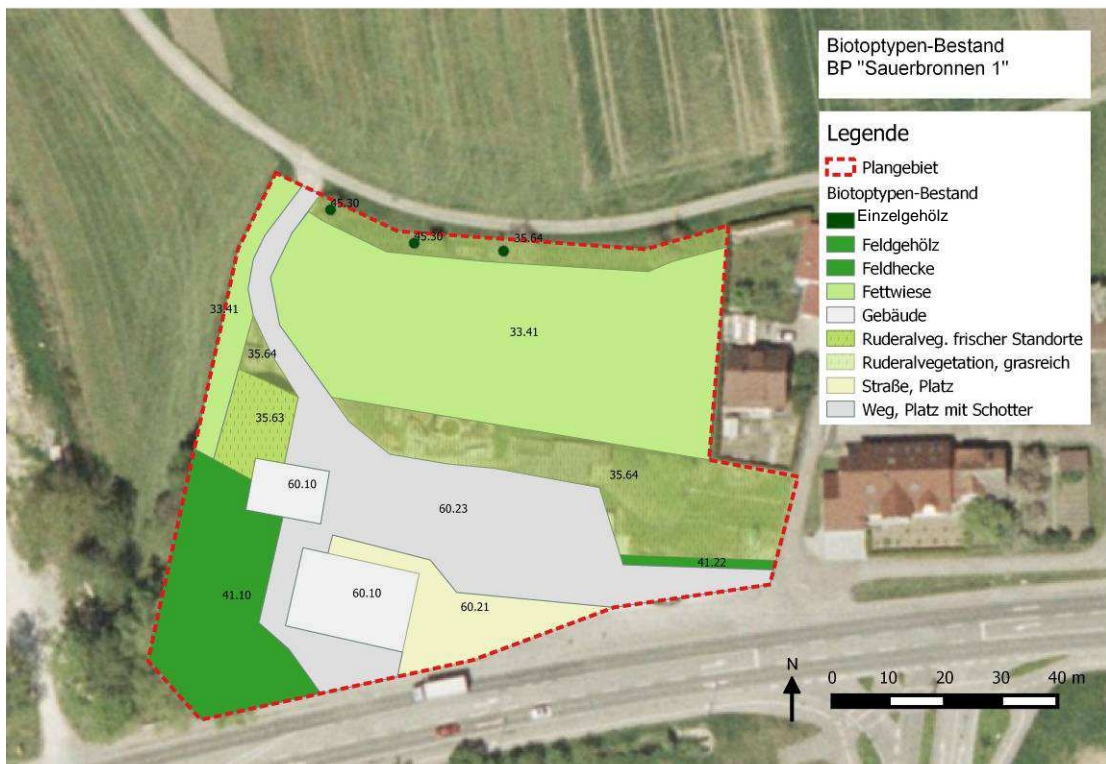 Biotoptypen-Bestand
BP "Sauerbronnen 1"
Legende
Plangebiet
Biotoptypen-Bestand
Einzelgehölz
Feldgehölz
Feldhecke
Fettwiese
Gebäude
Ruderalveg. frischer Standorte
Ruderalvegetation, grasreich
Straße, Platz
Weg, Platz mit Schotter
45.30
45.30
35.64
33.41
33.41
35.64
35.63
35.64
60.10
60.23
41.22
60.10
41.10
60.21
N
0 10 20 30 40 m